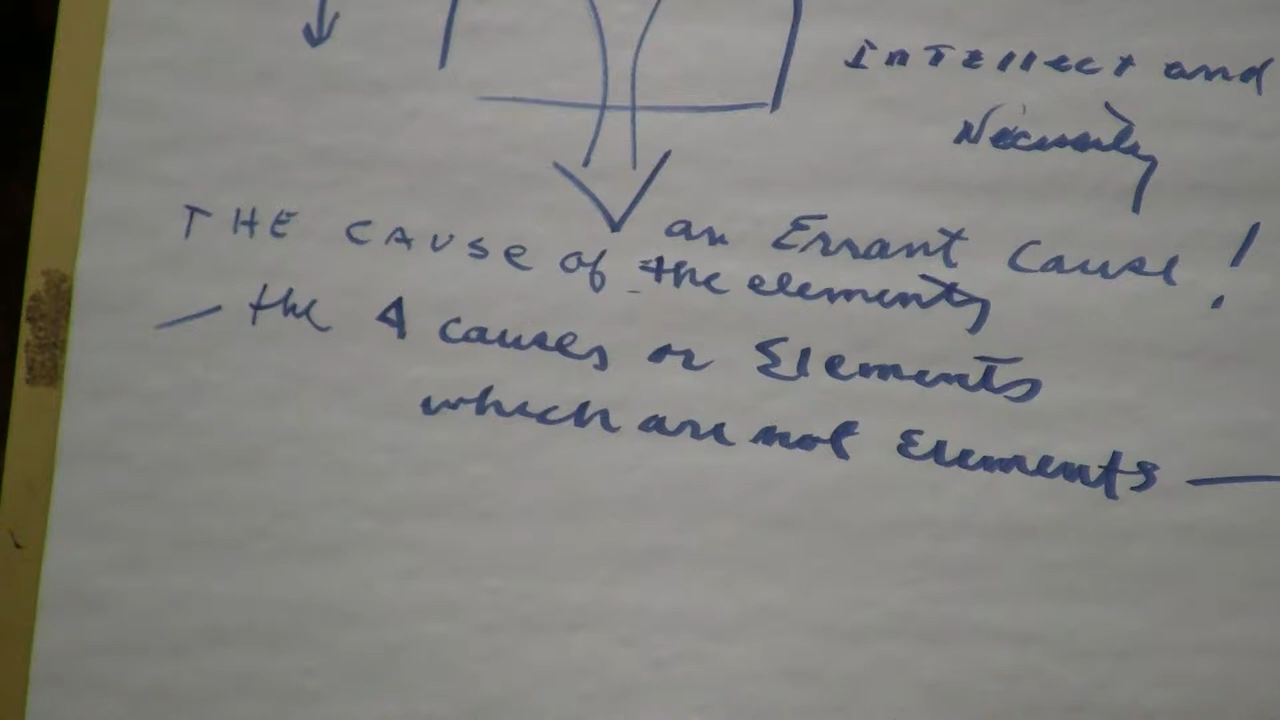 Intellect and
Necessity
an Errant Cause!
THE CAUSE of the elements
— the 4 causes or Elements
which are not Elements —